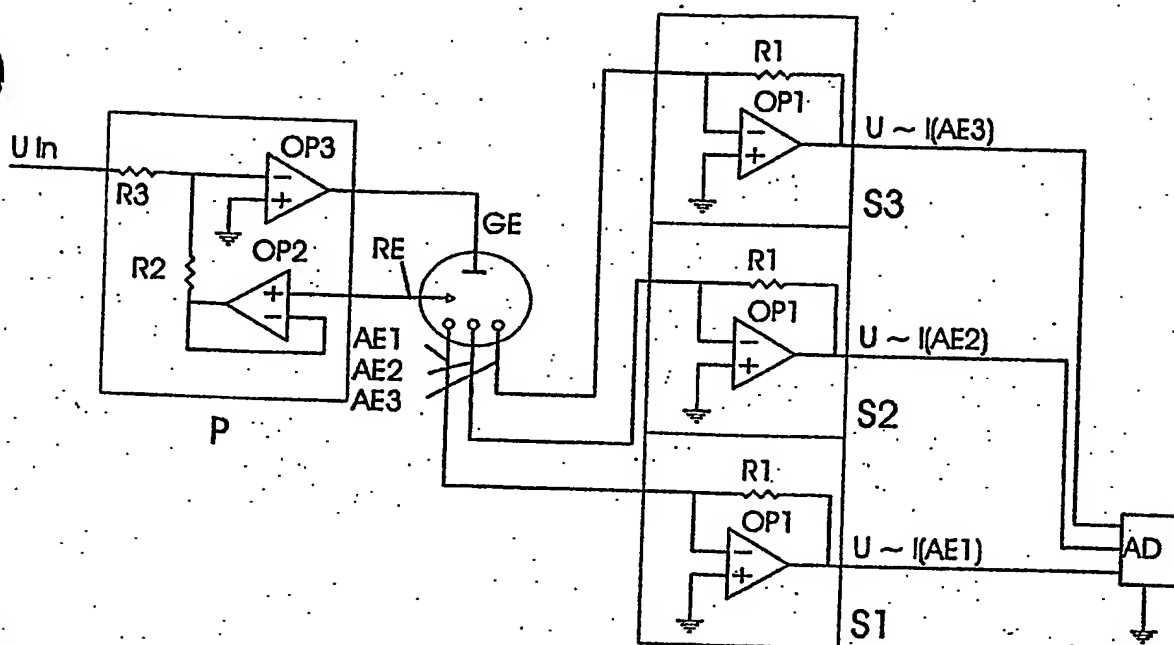 U In
R3
OP3
R2
OP2
P
GE
RE
AE1
AE2
AE3
R1
OP1
U ~ I(AE3)
S3
R1
OP1
U ~ I(AE2)
S2
R1
OP1
U ~ I(AE1)
S1
AD